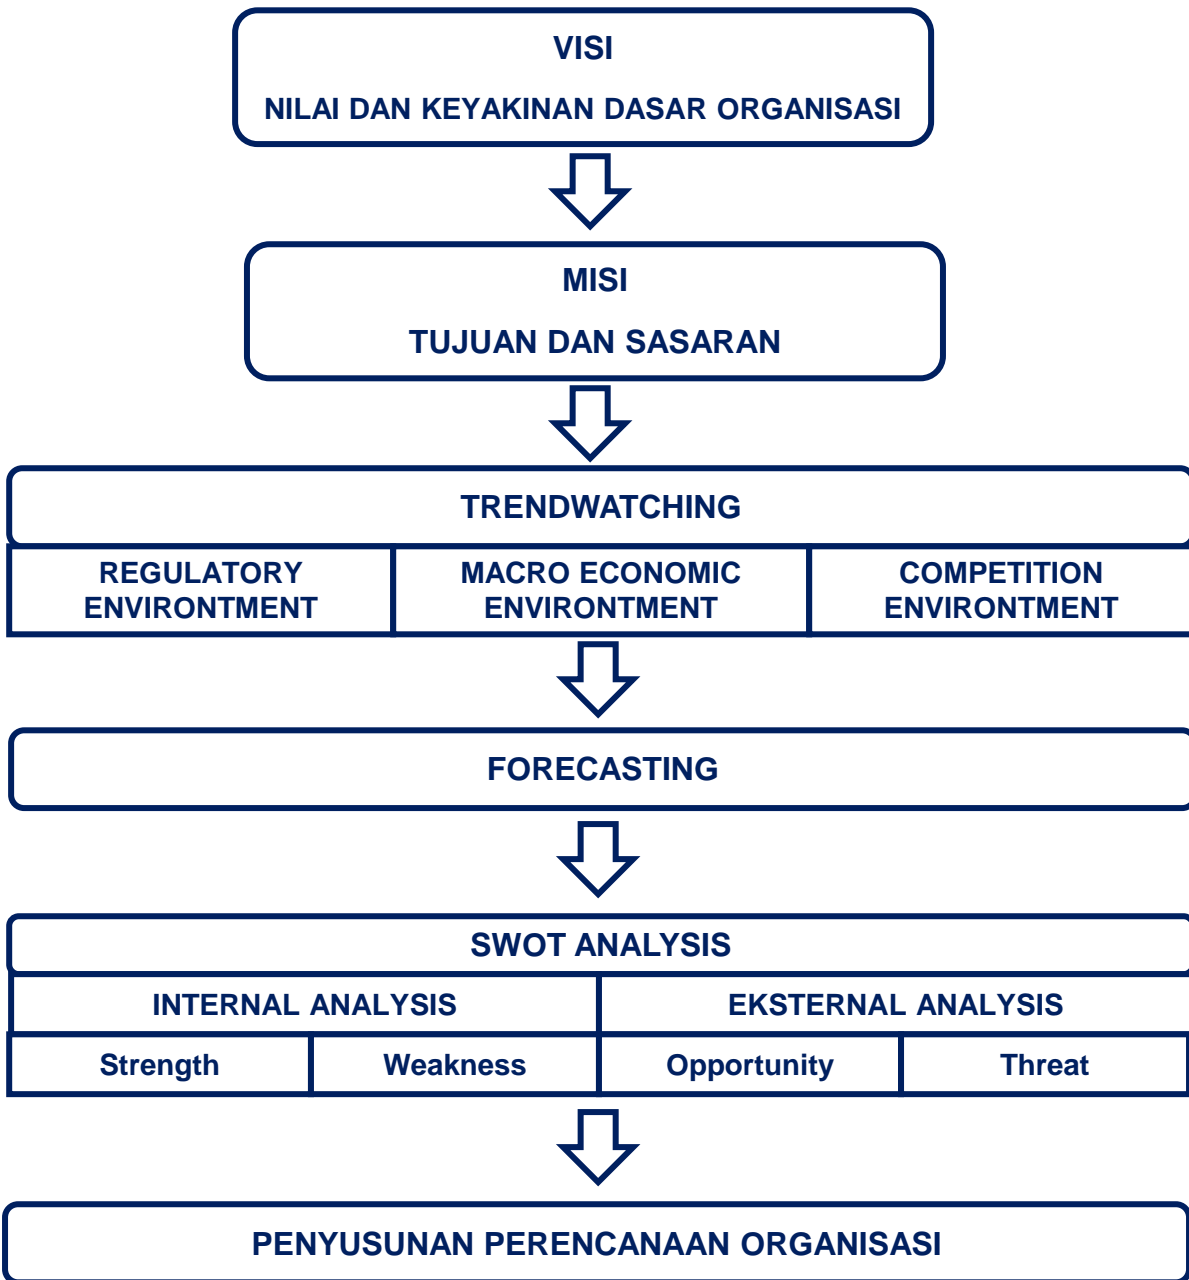 VISI
NILAI DAN KEYAKINAN DASAR ORGANISASI
MISI
TUJUAN DAN SASARAN
TRENDWATCHING
REGULATORY
ENVIRONTMENT
MACRO ECONOMIC
ENVIRONTMENT
COMPETITION
ENVIRONTMENT
FORECASTING
SWOT ANALYSIS
INTERNAL ANALYSIS
EKSTERNAL ANALYSIS
Strength
Weakness
Opportunity
Threat
PENYUSUNAN PERENCANAAN ORGANISASI